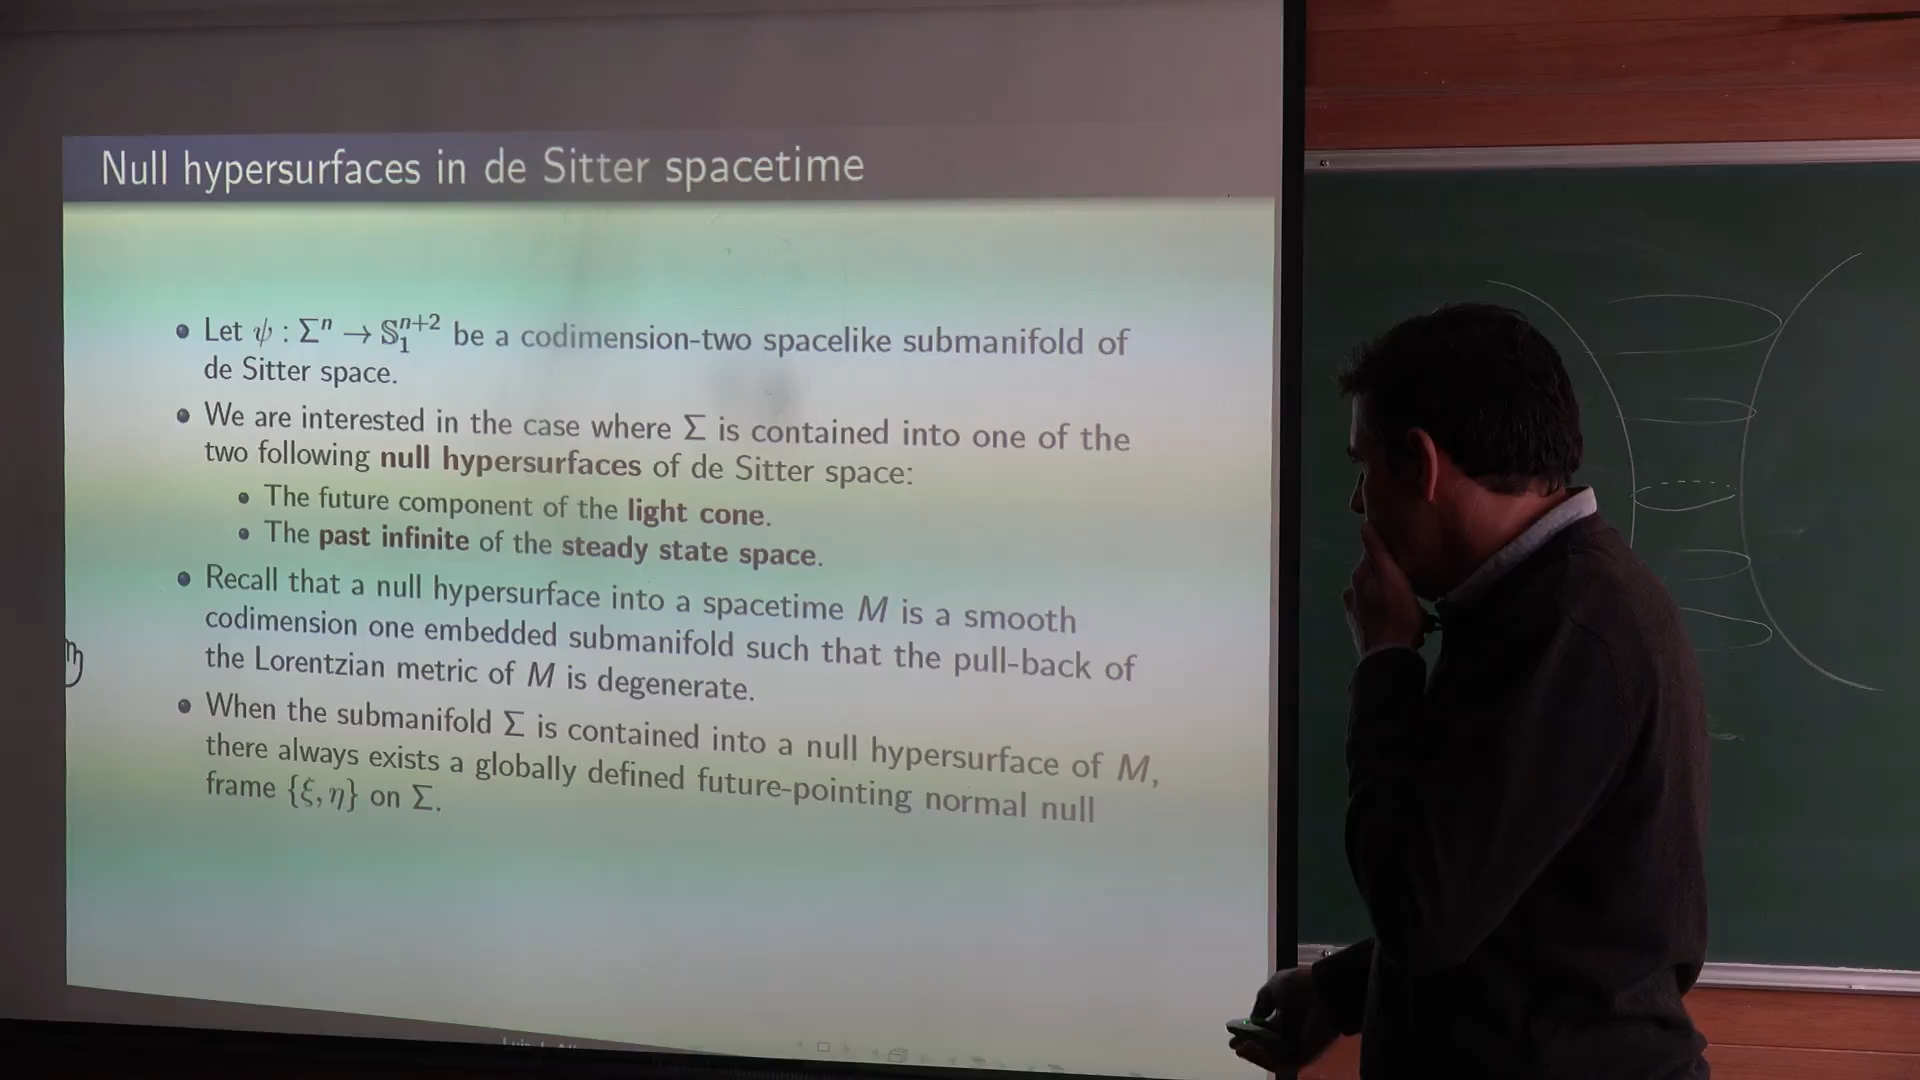 Null hypersurfaces in de Sitter spacetime
Let ψ : Σⁿ → 𝕊₁ⁿ⁺² be a codimension-two spacelike submanifold of
de Sitter space.
We are interested in the case where Σ is contained into one of the
two following null hypersurfaces of de Sitter space:
The future component of the light cone.
The past infinite of the steady state space.
Recall that a null hypersurface into a spacetime M is a smooth
codimension one embedded submanifold such that the pull-back of
the Lorentzian metric of M is degenerate.
When the submanifold Σ is contained into a null hypersurface of M,
there always exists a globally defined future-pointing normal null
frame {ξ, η} on Σ.